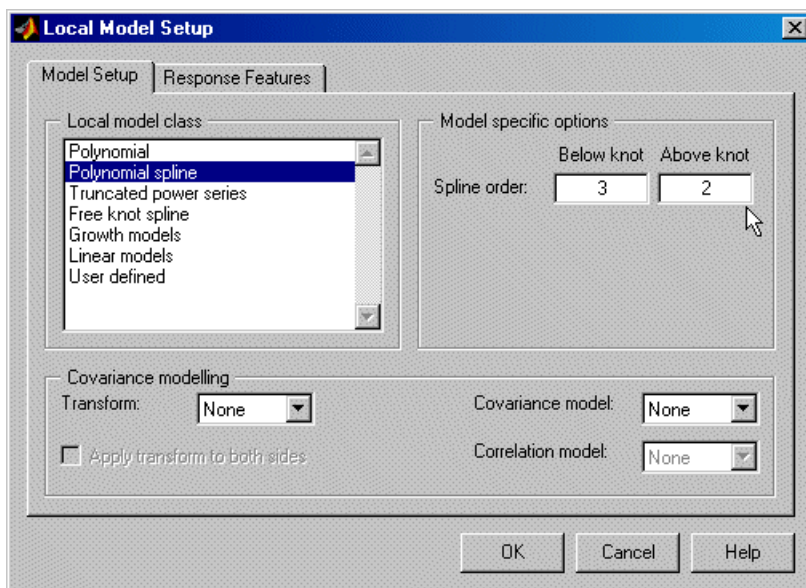 Local Model Setup
Model Setup
Response Features
Local model class
Polynomial
Polynomial spline
Truncated power series
Free knot spline
Growth models
Linear models
User defined
Model specific options
Below knot Above knot
Spline order: 3 2
Covariance modelling
Transform: None
Apply transform to both sides
Covariance model: None
Correlation model: None
OK Cancel Help